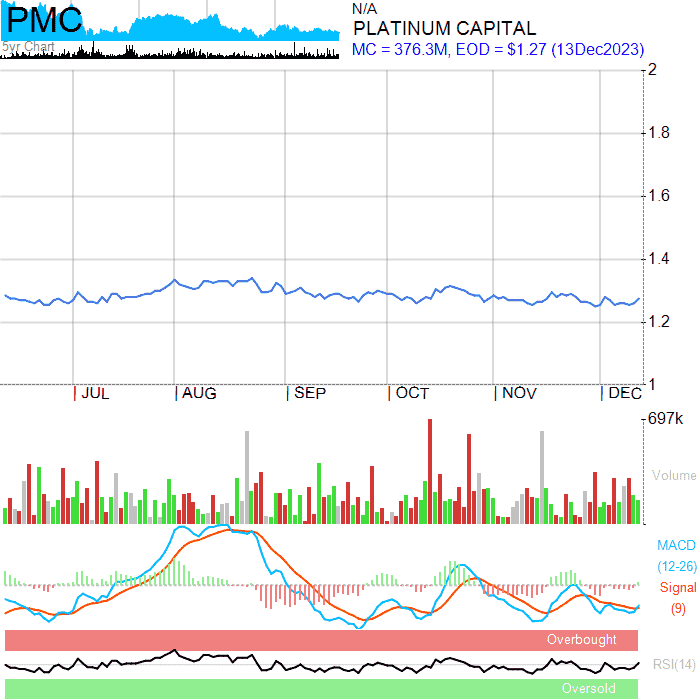 PMC
5yr Chart
N/A
PLATINUM CAPITAL
MC = 376.3M, EOD = $1.27 (13Dec2023)
2
1.8
1.6
1.4
1.2
1
| JUL | AUG | SEP | OCT | NOV | DEC
697k
Volume
MACD
(12-26)
Signal
(9)
Overbought
RSI(14)
Oversold